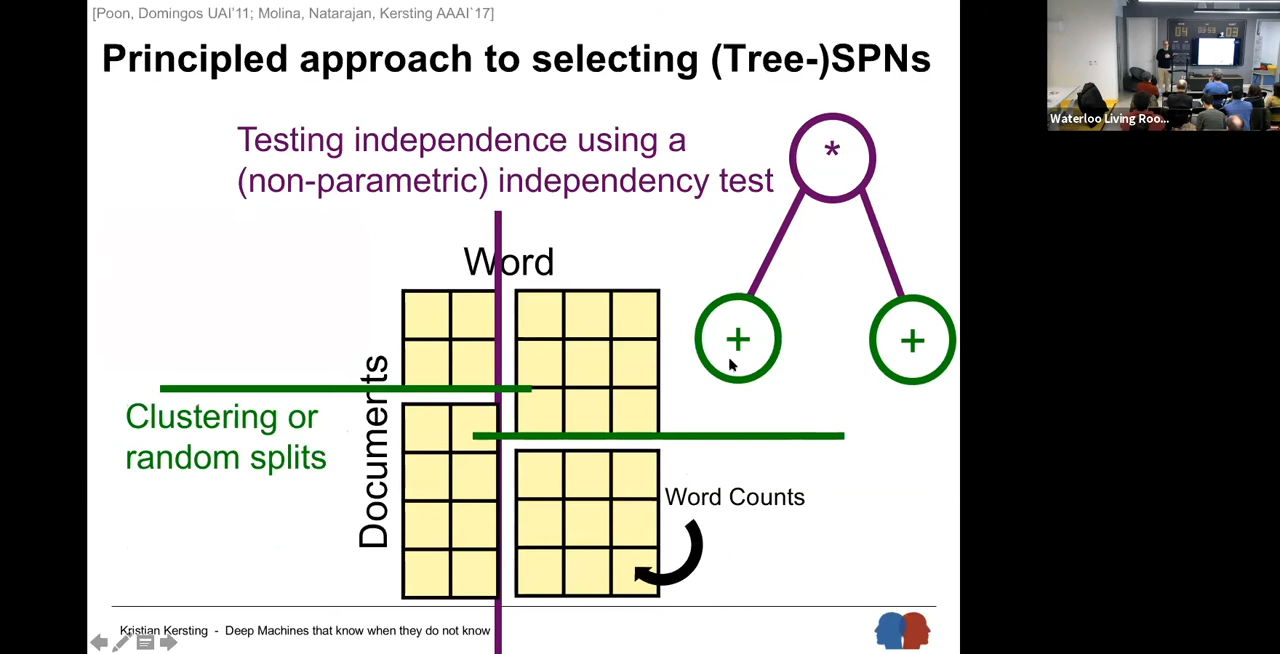 [Poon, Domingos UAI'11; Molina, Natarajan, Kersting AAAI`17]
Principled approach to selecting (Tree-)SPNs
Testing independence using a
(non-parametric) independency test
*
Word
+
+
Clustering or
random splits
Documents
Word Counts
Kristian Kersting - Deep Machines that know when they do not know
Waterloo Living Roo...